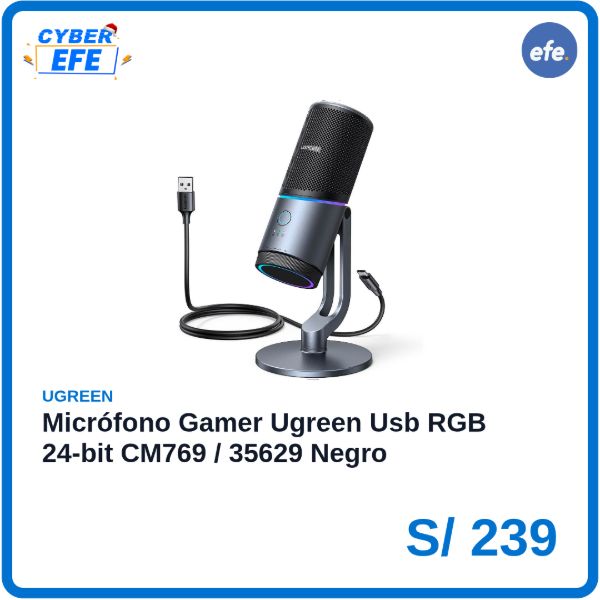 CYBER
EFE
efe.
UGREEN
Micrófono Gamer Ugreen Usb RGB
24-bit CM769 / 35629 Negro
S/ 239